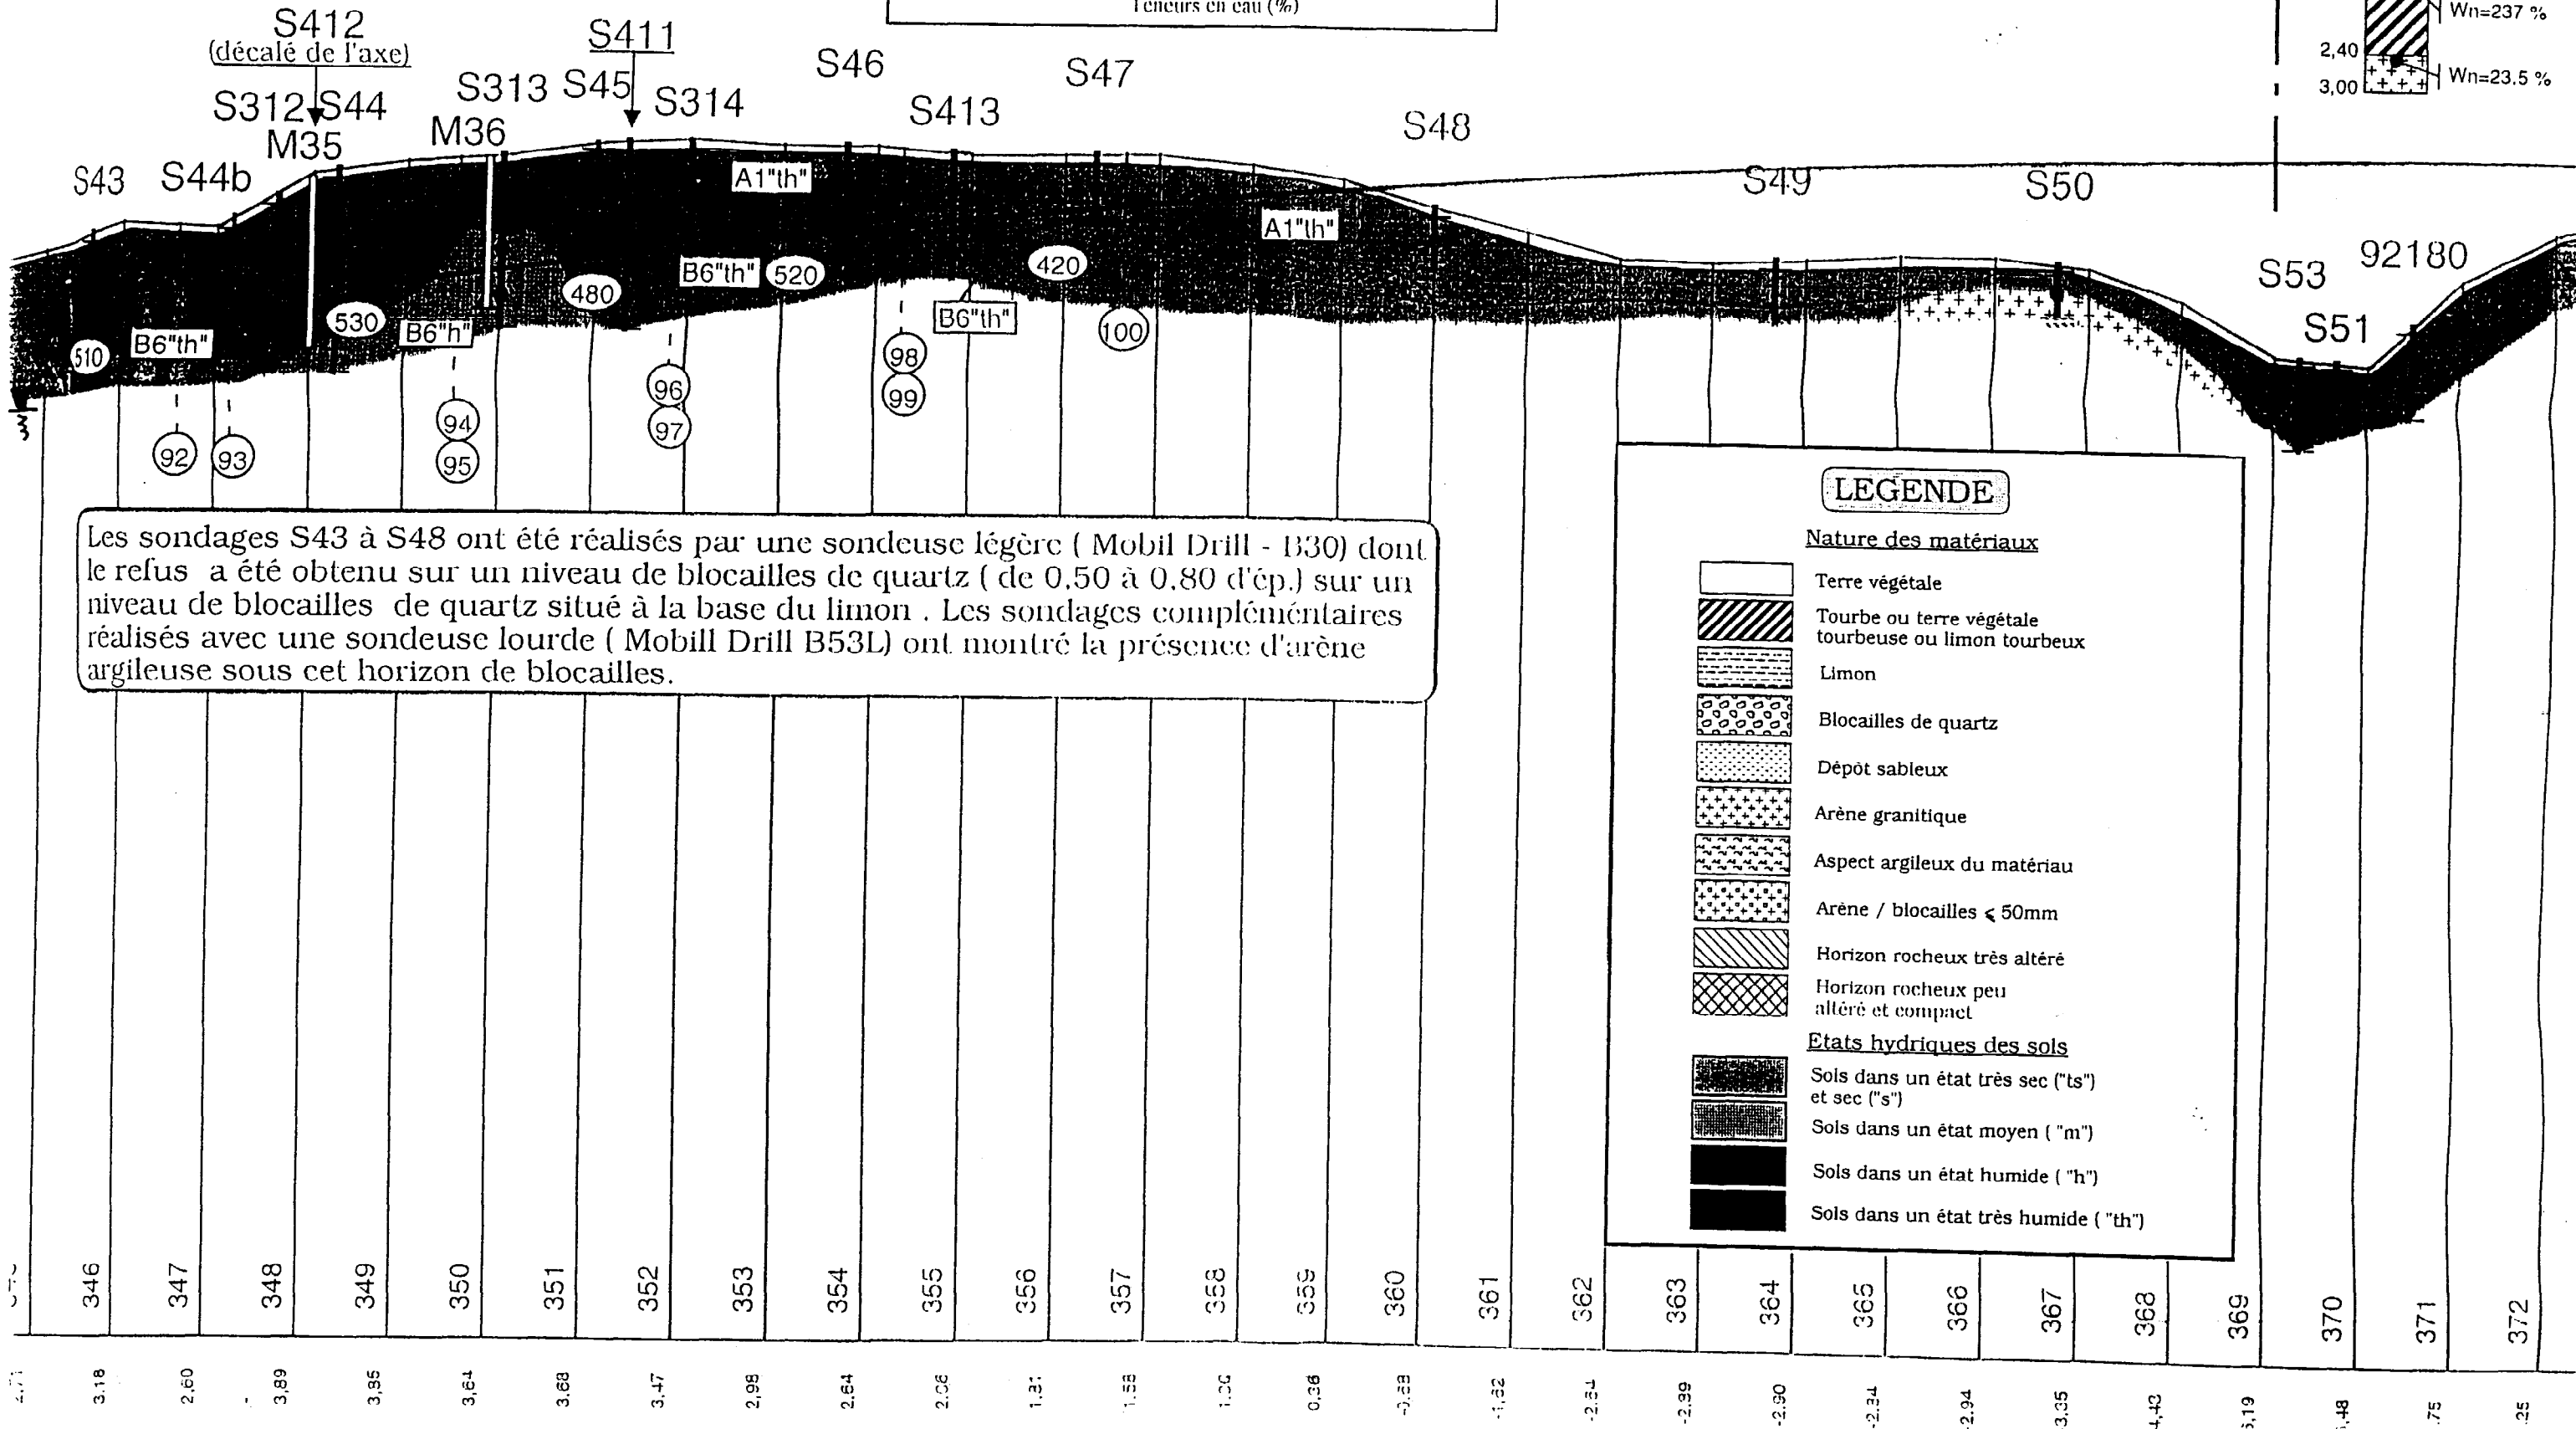 Teneurs en eau (%)
Wn=237 %
2,40
Wn=23.5 %
3,00
S412
(décalé de l'axe)
S411
S46
S47
S313 S45
S314
S312 S44
S413
M35
M36
S48
S43
S44b
A1"th"
S49
S50
A1"th"
92180
S53
B6"th"
520
420
480
B6"th"
530
B6"h"
B6"th"
100
S51
510
98
99
96
97
94
95
92
93
Les sondages S43 à S48 ont été réalisés par une sondeuse légère ( Mobil Drill - B30) dont
le refus a été obtenu sur un niveau de blocailles de quartz ( de 0,50 à 0,80 d'ép.) sur un
niveau de blocailles de quartz situé à la base du limon . Les sondages complémentaires
réalisés avec une sondeuse lourde ( Mobill Drill B53L) ont montré la présence d'arène
argileuse sous cet horizon de blocailles.
LEGENDE
Nature des matériaux
Terre végétale
Tourbe ou terre végétale
tourbeuse ou limon tourbeux
Limon
Blocailles de quartz
Dépôt sableux
Arène granitique
Aspect argileux du matériau
Arène / blocailles ⩽ 50mm
Horizon rocheux très altéré
Horizon rocheux peu
altéré et compact
Etats hydriques des sols
Sols dans un état très sec ("ts")
et sec ("s")
Sols dans un état moyen ( "m")
Sols dans un état humide ( "h")
Sols dans un état très humide ( "th")
346 347 348 349 350 351 352 353 354 355 356 357 358 359 360 361 362 363 364 365 366 367 368 369 370 371 372
3.18 2,60 3,89 3,85 3,64 3.68 3,47 2,98 2,64 0,36 -2.90 -2.94 3.35